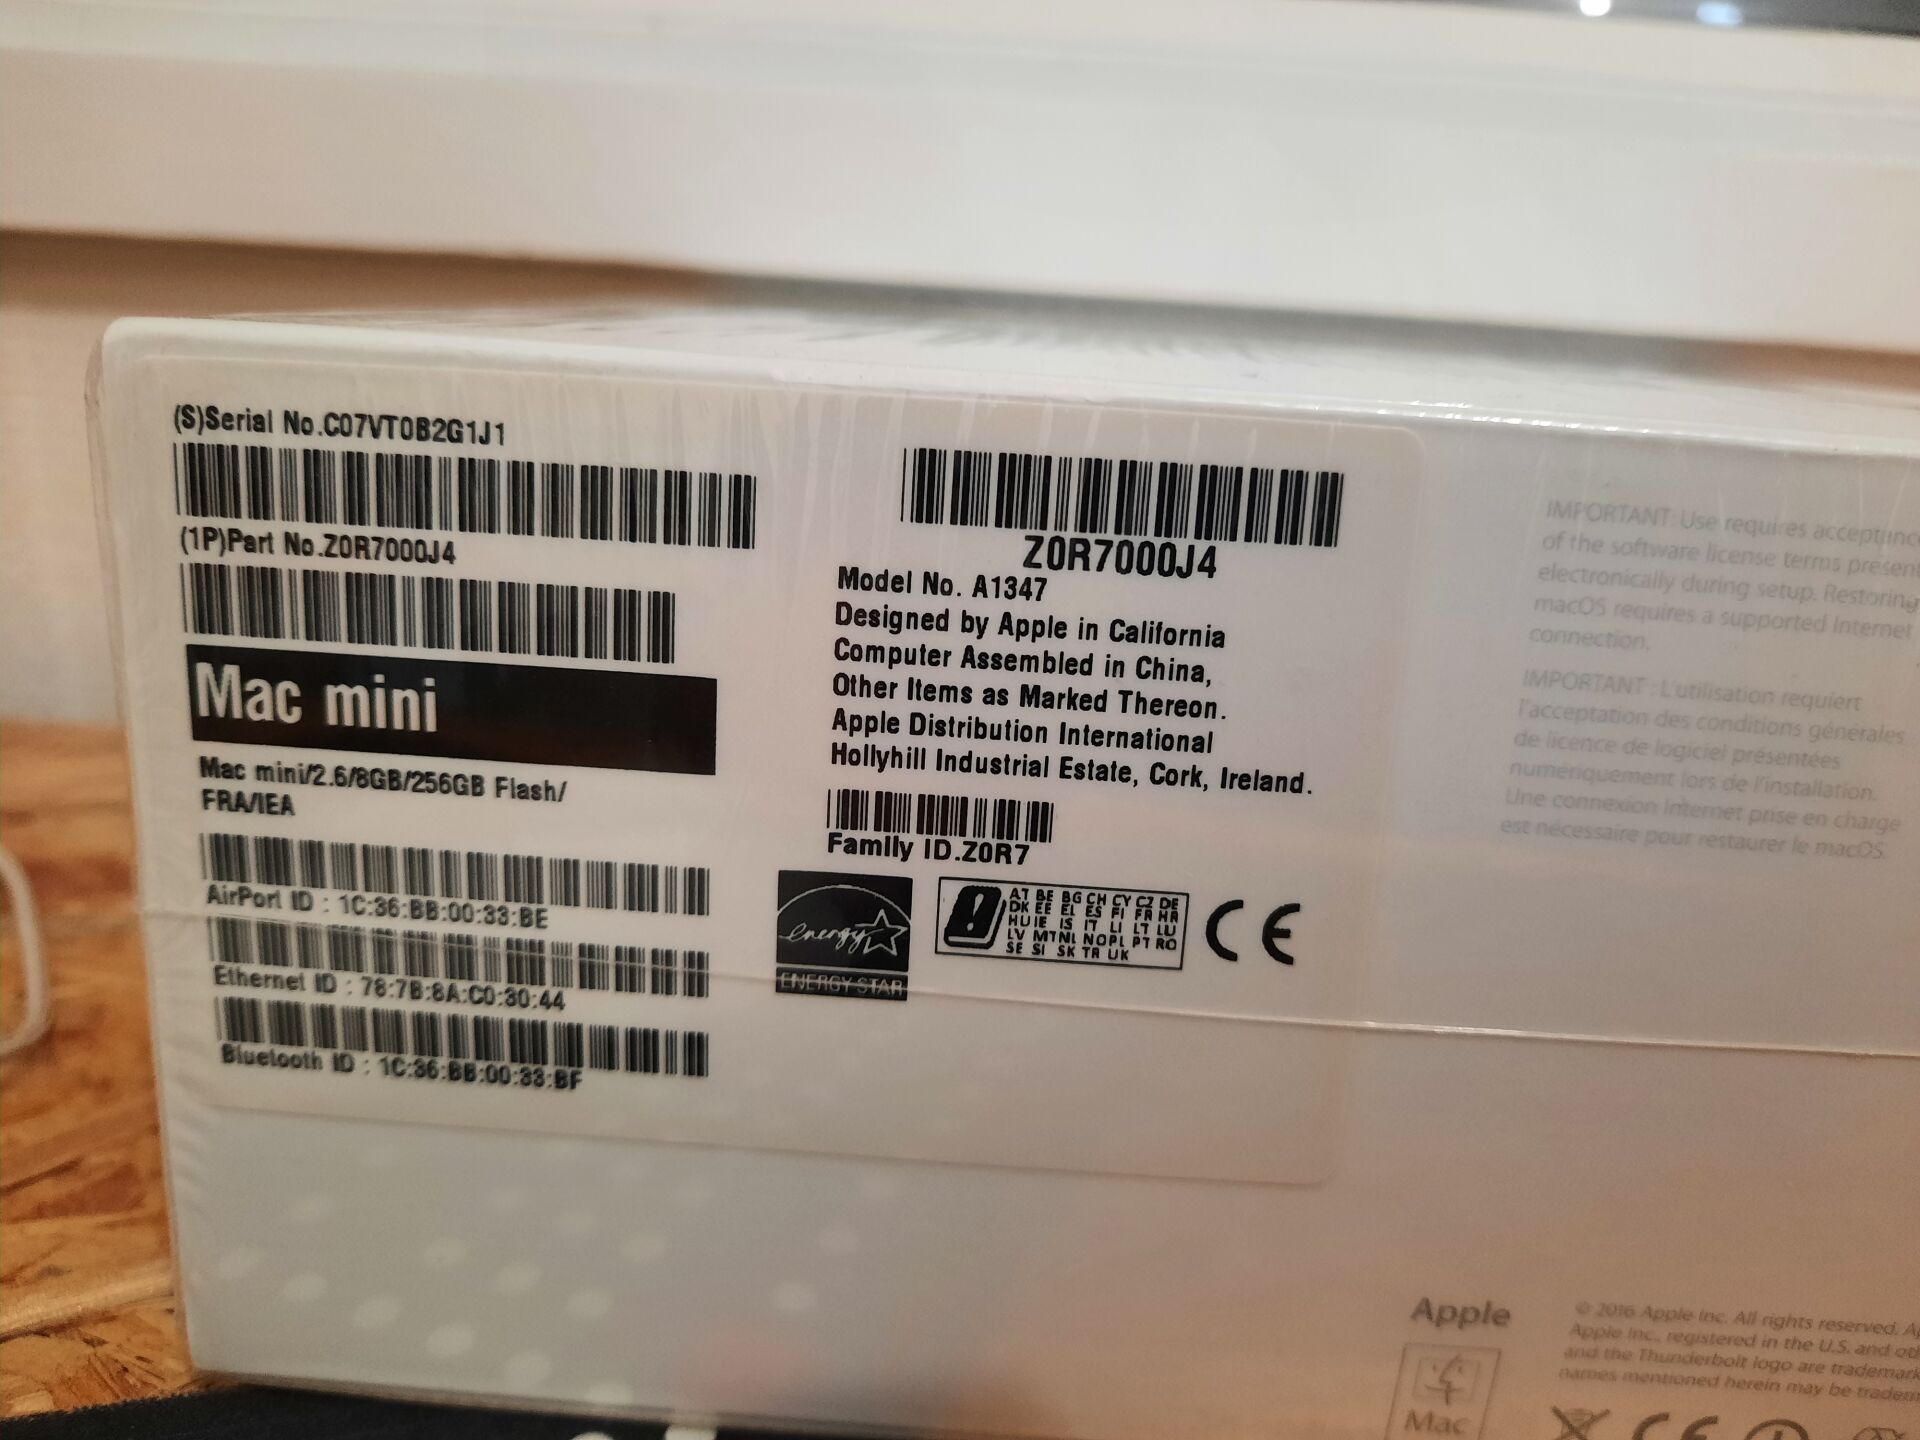 (S)Serial No.C07VT0B2G1J1
(1P)Part No.Z0R7000J4
Mac mini
Mac mini/2.6/8GB/256GB Flash/
FRA/IEA
AirPort ID : 1C:36:BB:00:33:BE
Ethernet ID : 78:7B:8A:C0:30:44
Bluetooth ID : 1C:36:BB:00:33:BF
Z0R7000J4
Model No. A1347
Designed by Apple in California
Computer Assembled in China,
Other Items as Marked Thereon.
Apple Distribution International
Hollyhill Industrial Estate, Cork, Ireland.
Family ID.Z0R7
energy
ENERGY STAR
AT BE BG CH CY CZ DE
DK EE EL ES FI FR HR
HU IE IS IT LI LT LU
LV MT NL NO PL PT RO
SE SI SK TR UK
CE
IMPORTANT: Use requires acceptance
of the software license terms present
electronically during setup. Restoring
macOS requires a supported Internet
connection.
IMPORTANT : L'utilisation requiert
l'acceptation des conditions générales
de licence de logiciel présentées
numériquement lors de l'installation.
Une connexion Internet prise en charge
est nécessaire pour restaurer le macOS.
Apple
Mac
© 2016 Apple Inc. All rights reserved.
Apple Inc., registered in the U.S. and
and the Thunderbolt logo are
names mentioned herein may be
CE